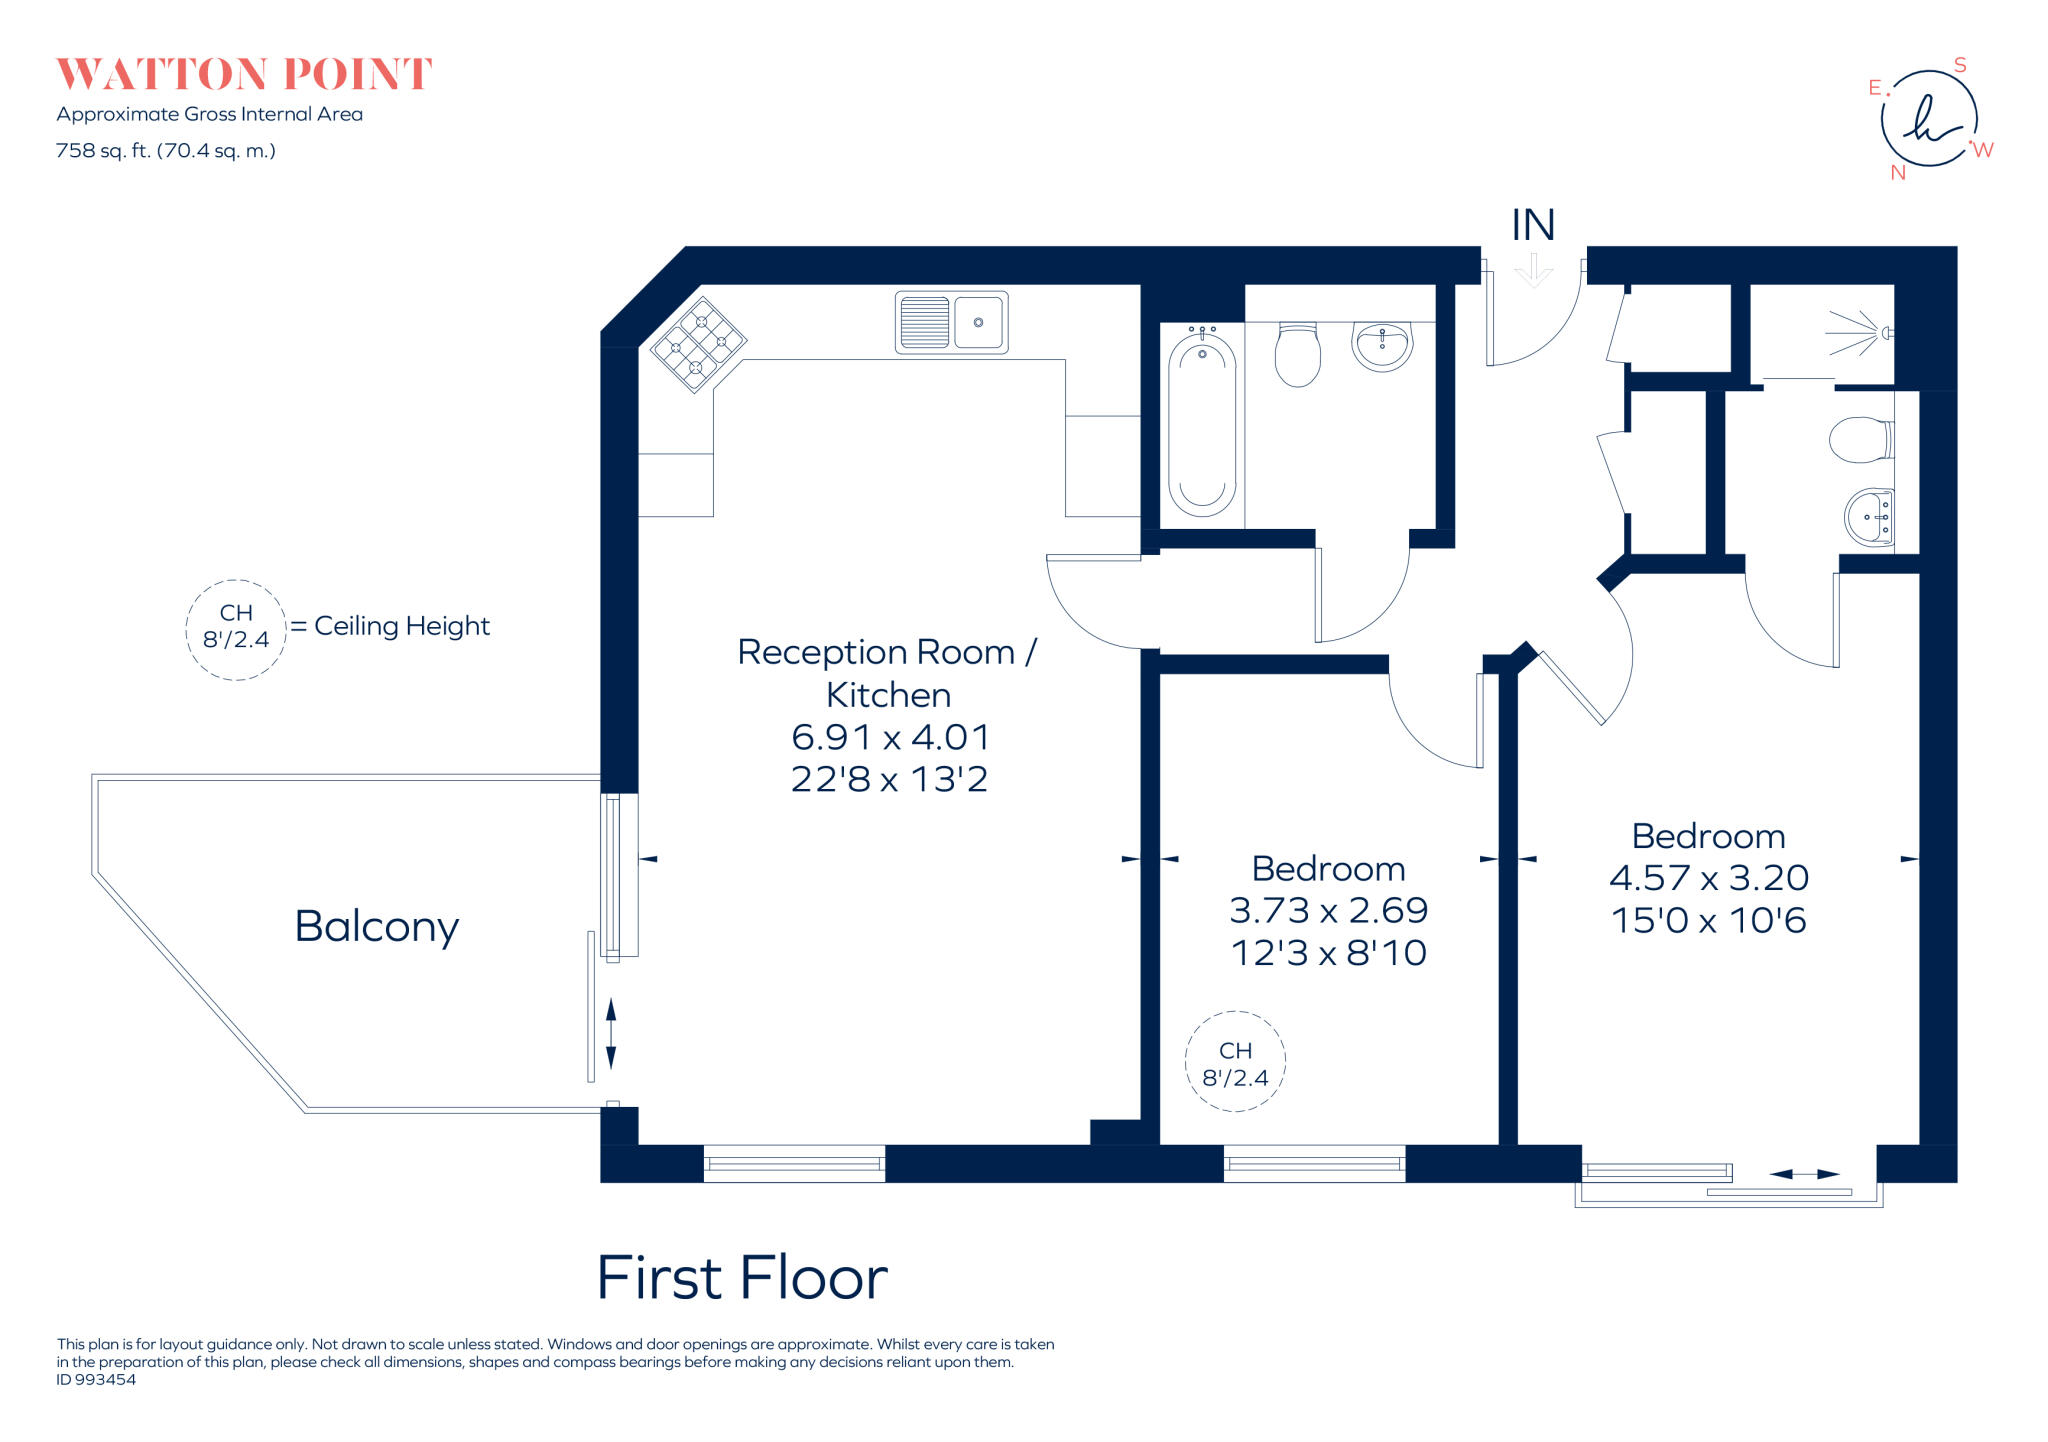 WATTON POINT
Approximate Gross Internal Area
758 sq. ft. (70.4 sq. m.)
S
E
W
N
IN
CH
8'/2.4
= Ceiling Height
Reception Room /
Kitchen
6.91 x 4.01
22'8 x 13'2
Bedroom
4.57 x 3.20
15'0 x 10'6
Bedroom
3.73 x 2.69
12'3 x 8'10
Balcony
CH
8'/2.4
First Floor
This plan is for layout guidance only. Not drawn to scale unless stated. Windows and door openings are approximate. Whilst every care is taken
in the preparation of this plan, please check all dimensions, shapes and compass bearings before making any decisions reliant upon them.
ID 993454